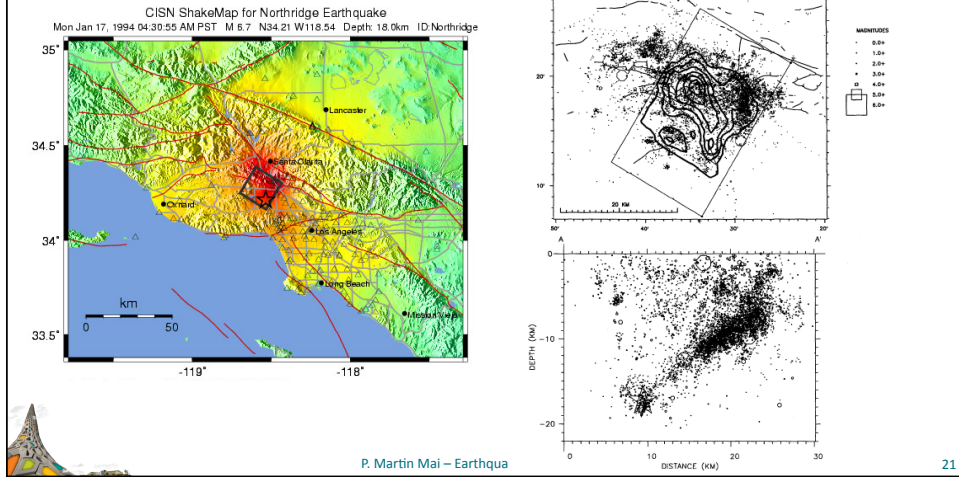 CISN ShakeMap for Northridge Earthquake
Mon Jan 17, 1994 04:30:55 AM PST M 6.7 N34.21 W118.54 Depth: 18.0km ID:Northridge
35˚
34.5˚
34˚
33.5˚
-119˚
-118˚
Lancaster
Santa Clarita
Oxnard
Los Angeles
Long Beach
Mission Viejo
km
0 50
MAGNITUDES
0.0+
1.0+
2.0+
3.0+
4.0+
5.0+
6.0+
20'
10'
20 KM
50' 40' 30' 20'
A A'
0
-10
-20
DEPTH (KM)
0 10 20 30
DISTANCE (KM)
P. Martin Mai – Earthqua
21